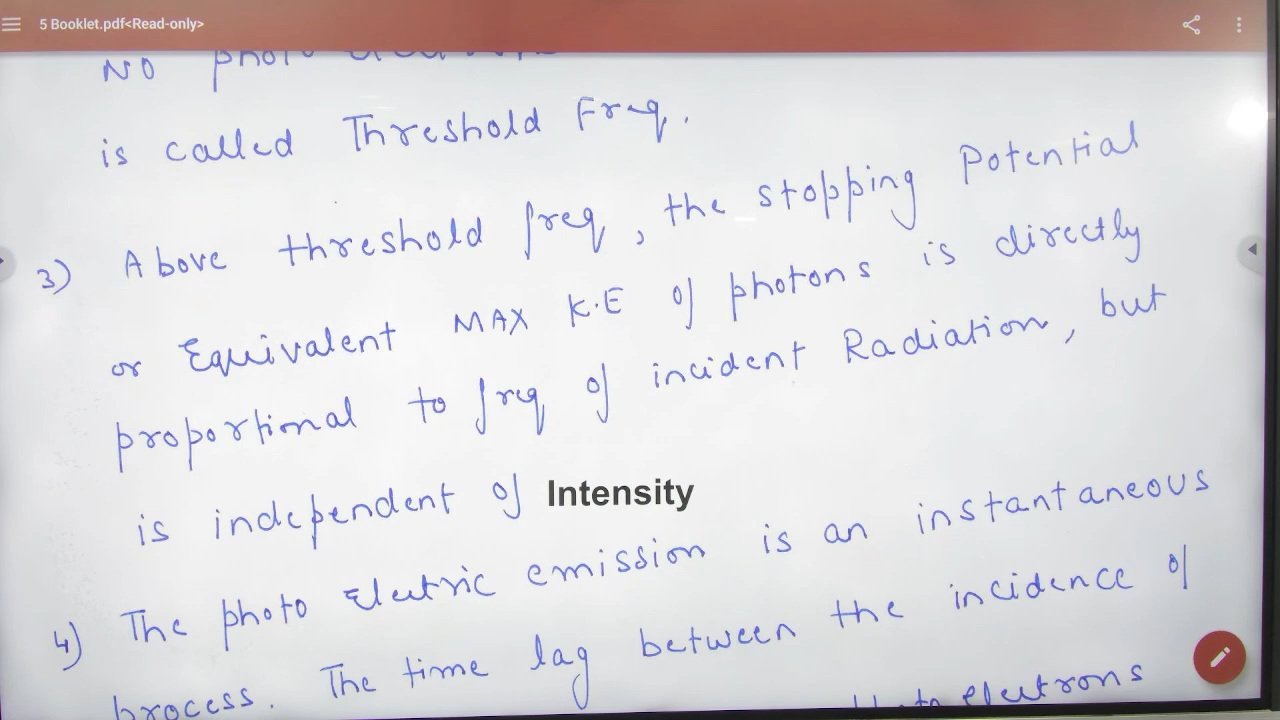 5 Booklet.pdf<Read-only>
No
is called Threshold Freq.
3) Above threshold freq, the stopping Potential
or Equivalent MAX K.E of photons is directly
proportional to freq of incident Radiation, but
is independent of Intensity
4) The photo Electric emission is an instantaneous
process. The time lag between the incidence of
electrons